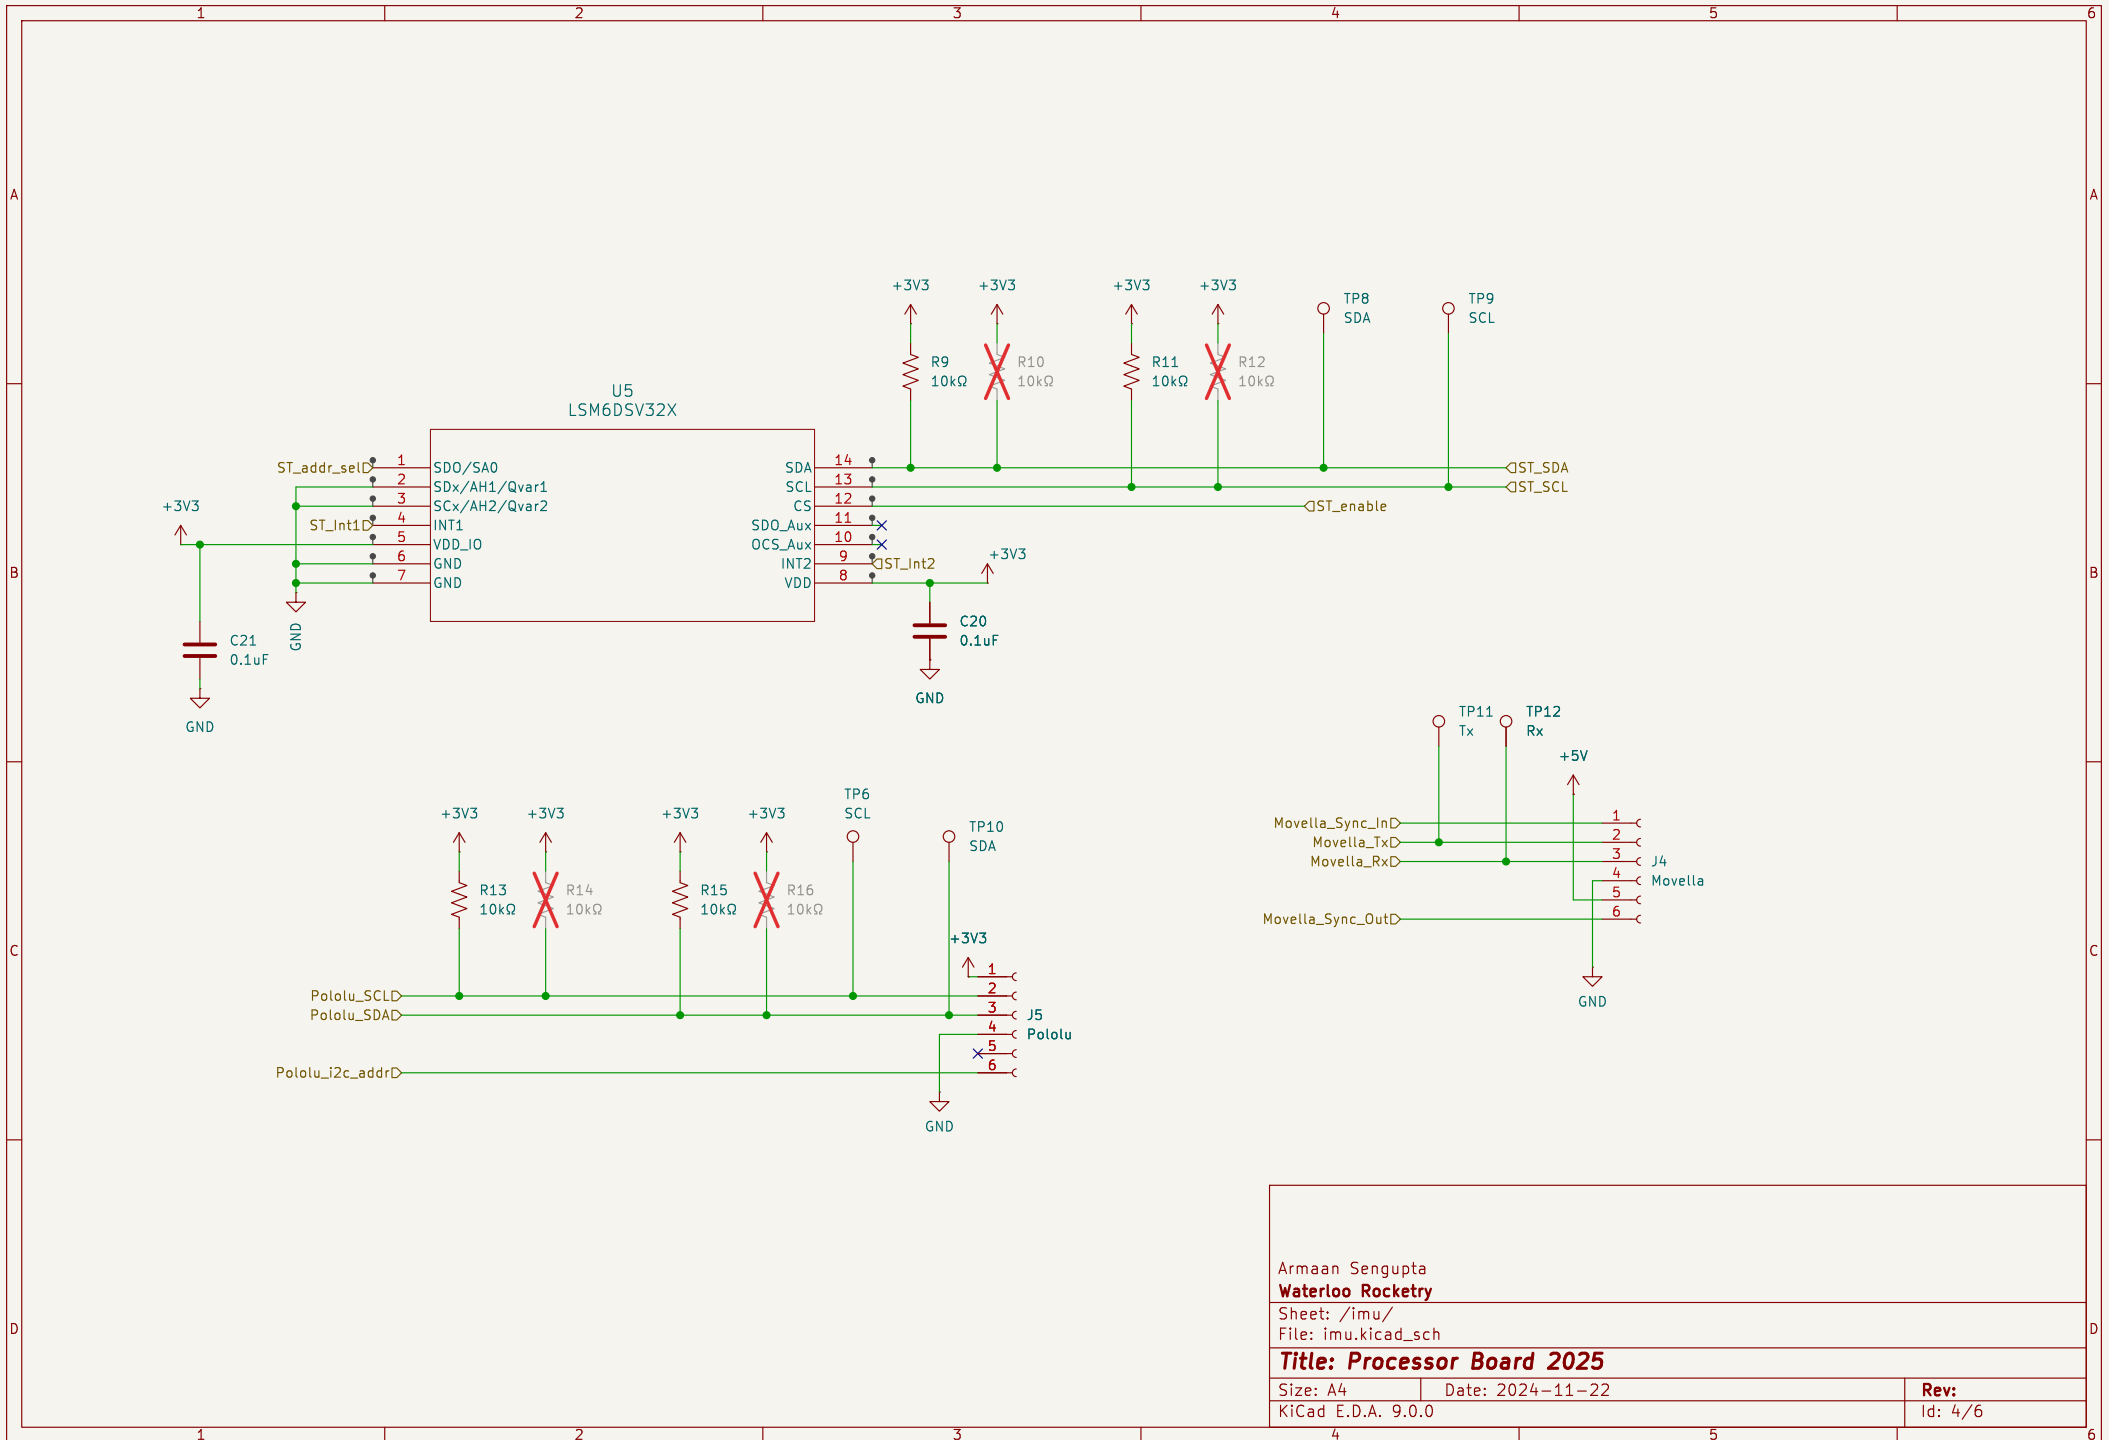 1 2 3 4 5 6
A A
+3V3 +3V3 +3V3 +3V3 TP8 TP9
SDA SCL
R9 R10 R11 R12
10kΩ 10kΩ 10kΩ 10kΩ
U5
LSM6DSV32X
ST_addr_sel 1 SDO/SA0 SDA 14 ST_SDA
2 SDx/AH1/Qvar1 SCL 13 ST_SCL
+3V3 3 SCx/AH2/Qvar2 CS 12 ST_enable
ST_Int1 4 INT1 SDO_Aux 11
5 VDD_IO OCS_Aux 10
B 6 GND INT2 9 ST_Int2 +3V3 B
7 GND VDD 8
GND
C21
0.1uF
GND
C20
0.1uF
GND
TP11 TP12
Tx Rx
+5V
Movella_Sync_In 1
Movella_Tx 2
Movella_Rx 3 J4
4 Movella
5
Movella_Sync_Out 6
GND
TP6
SCL
+3V3 +3V3 +3V3 +3V3 TP10
SDA
R13 R14 R15 R16
10kΩ 10kΩ 10kΩ 10kΩ
C +3V3 C
1
Pololu_SCL 2
Pololu_SDA 3 J5
4 Pololu
5
Pololu_i2c_addr 6
GND
Armaan Sengupta
Waterloo Rocketry
Sheet: /imu/
D File: imu.kicad_sch D
Title: Processor Board 2025
Size: A4 Date: 2024-11-22 Rev:
KiCad E.D.A. 9.0.0 Id: 4/6
1 2 3 4 5 6